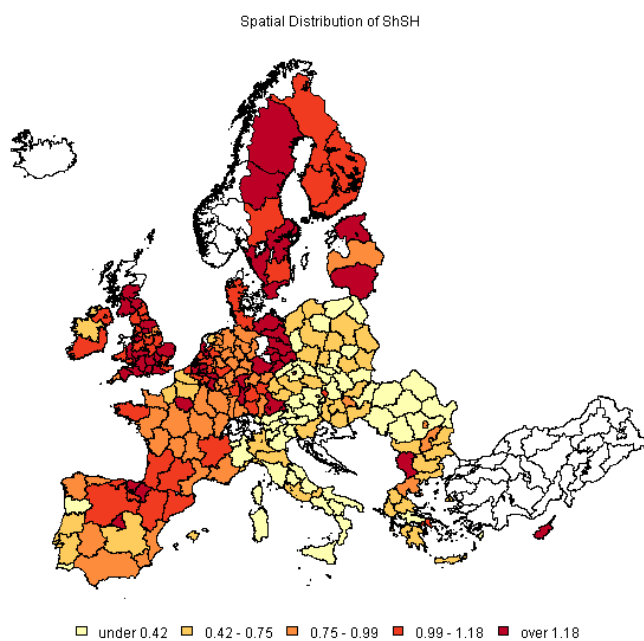 Spatial Distribution of ShSH
under 0.42 0.42 - 0.75 0.75 - 0.99 0.99 - 1.18 over 1.18